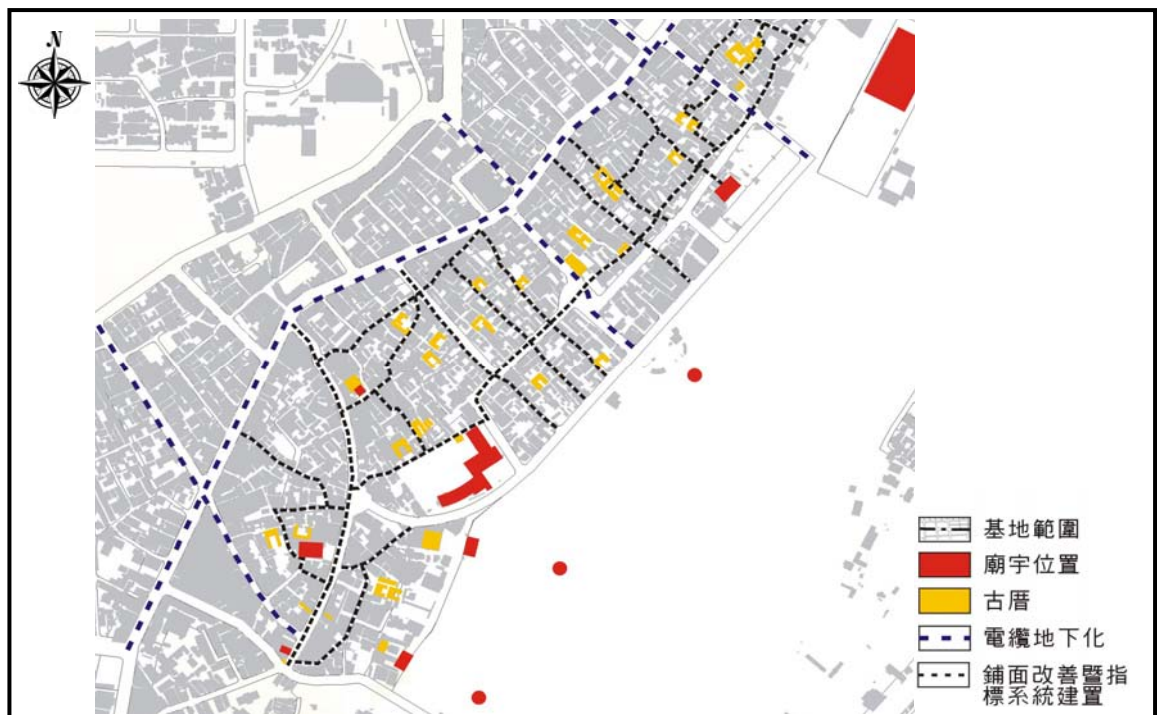 N
基地範圍
廟宇位置
古厝
電纜地下化
鋪面改善暨指
標系統建置